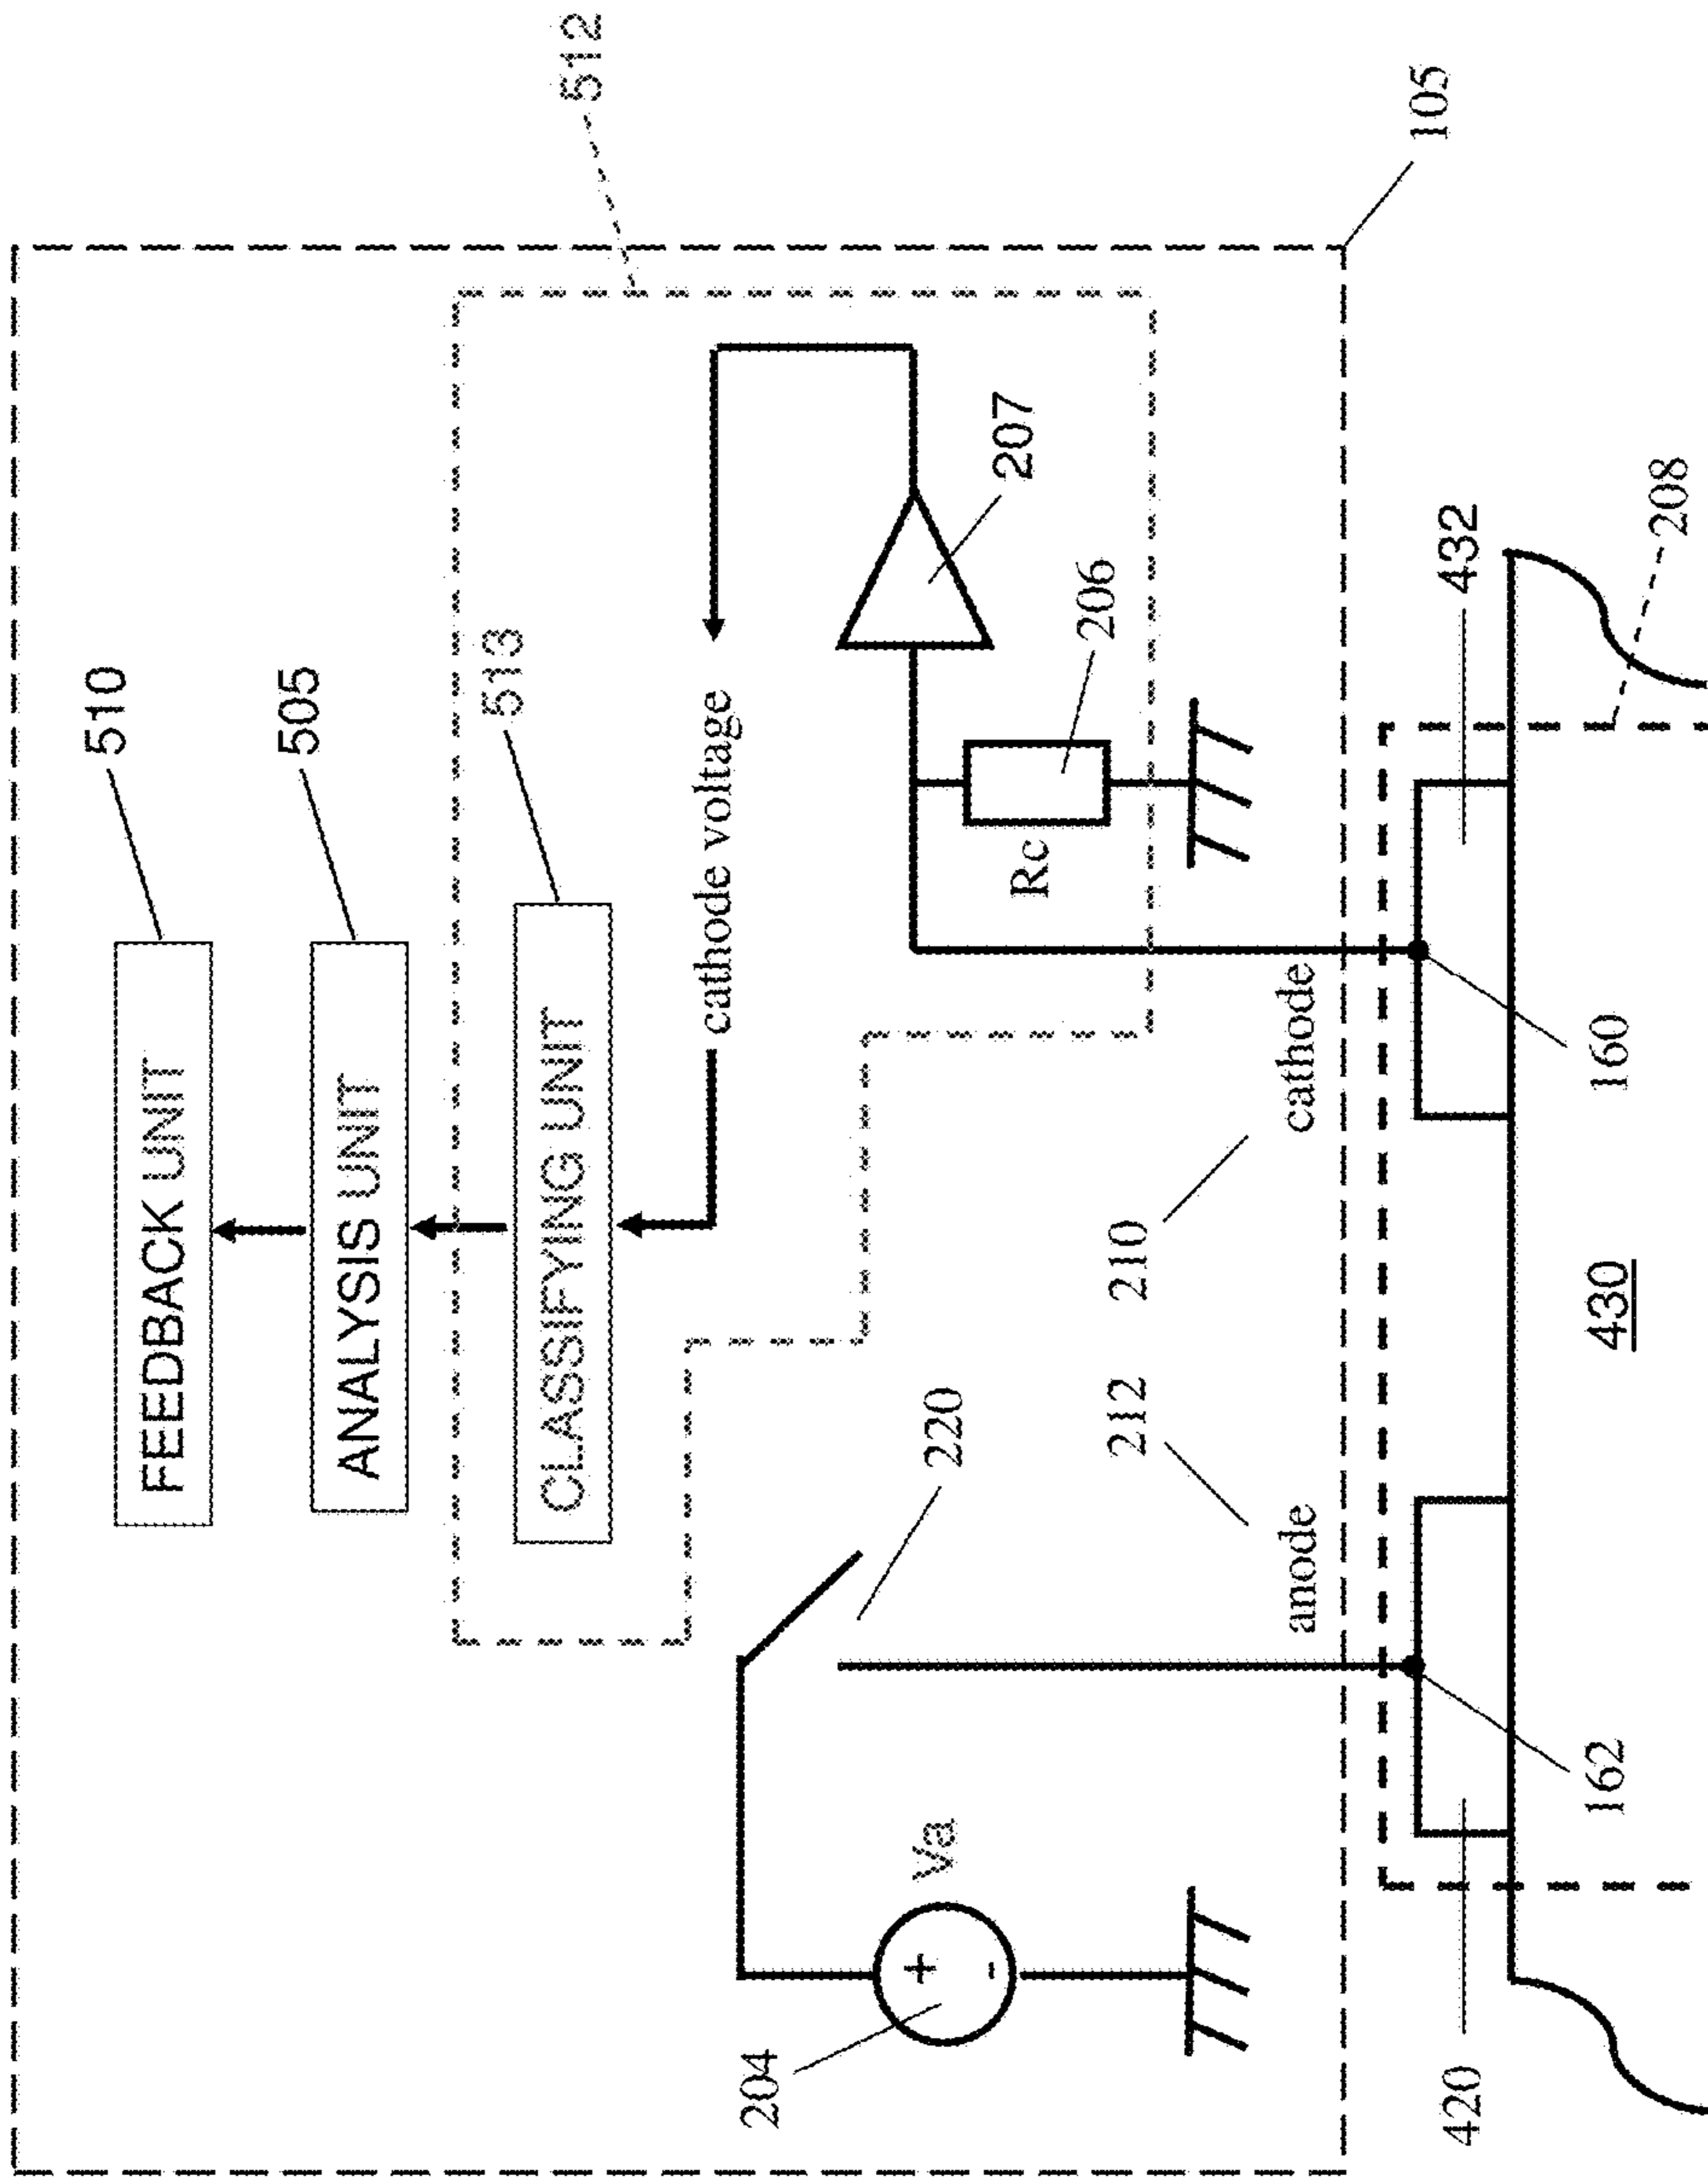 510
FEEDBACK UNIT
505
ANALYSIS UNIT
512
513
CLASSIFYING UNIT
cathode voltage
207
220
Va
+
-
204
Rc
206
212
210
anode
cathode
105
420
432
162
430
160
208